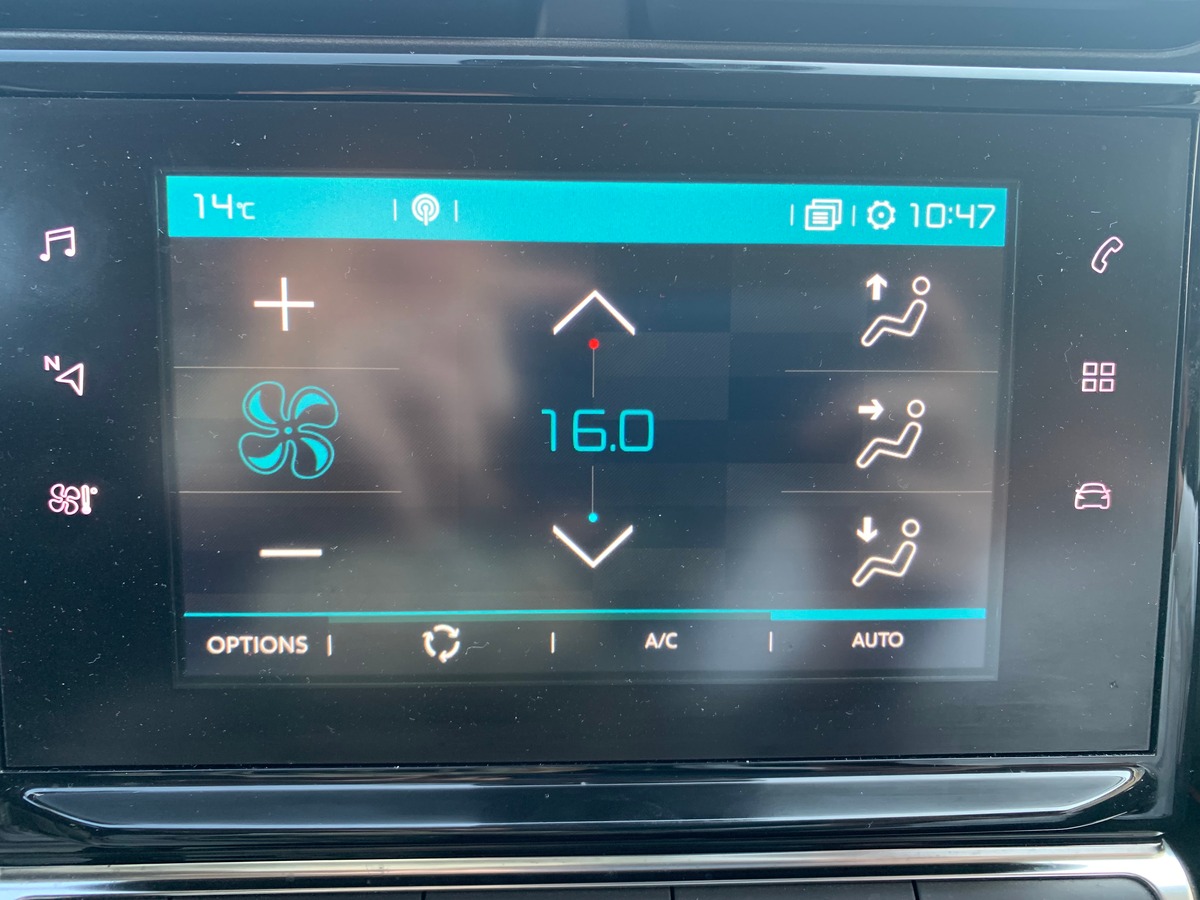 14°C 10:47
N
16.0
OPTIONS | | A/C | AUTO